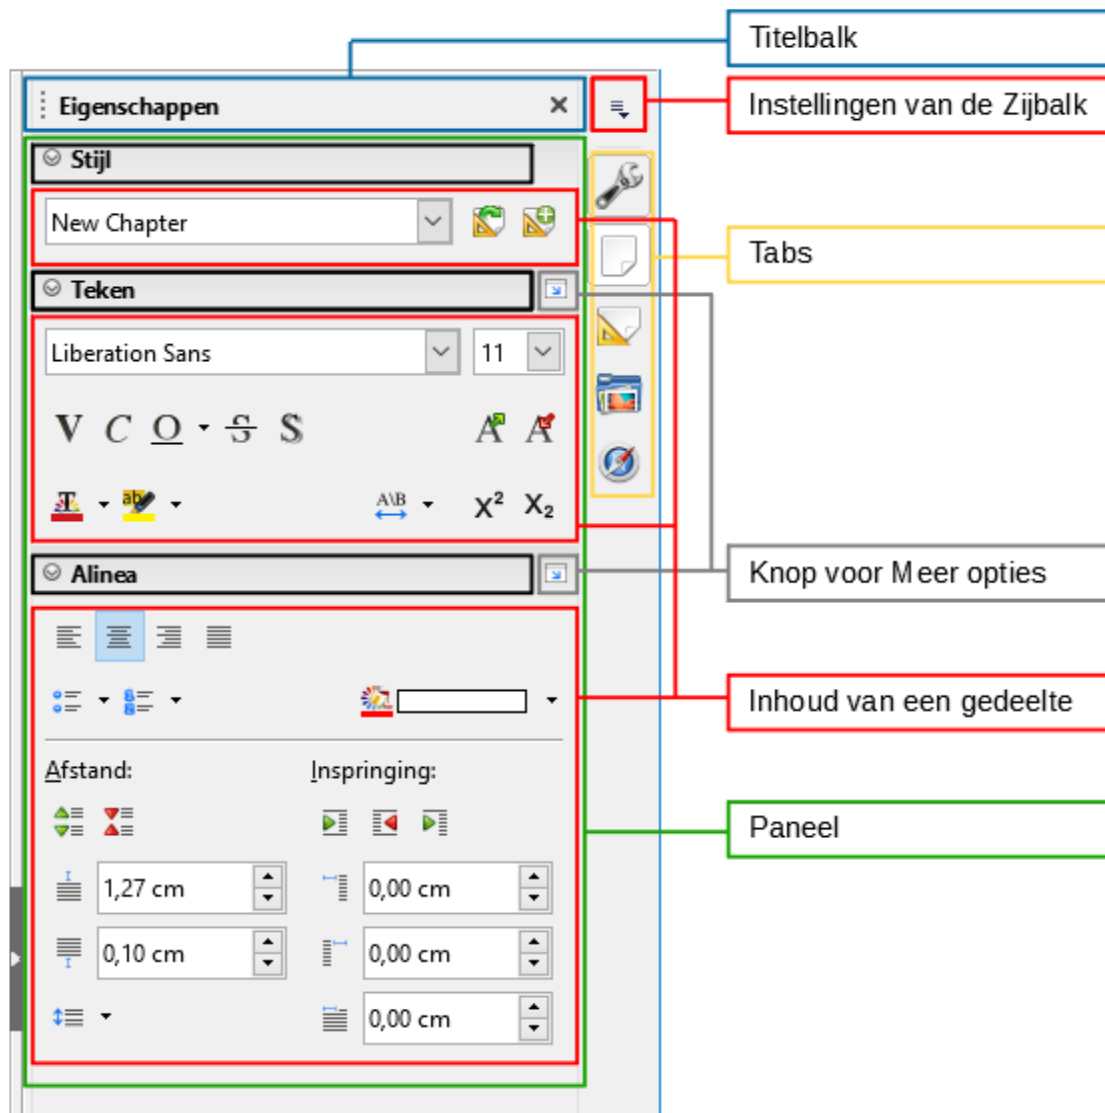 Titelbalk
Eigenschappen
Instellingen van de Zijbalk
Stijl
New Chapter
Tabs
Teken
Liberation Sans 11
V C O S S A A
T ab A\B X² X₂
Alinea
Knop voor Meer opties
Inhoud van een gedeelte
Afstand: Inspringing:
Paneel
1,27 cm 0,00 cm
0,10 cm 0,00 cm
0,00 cm